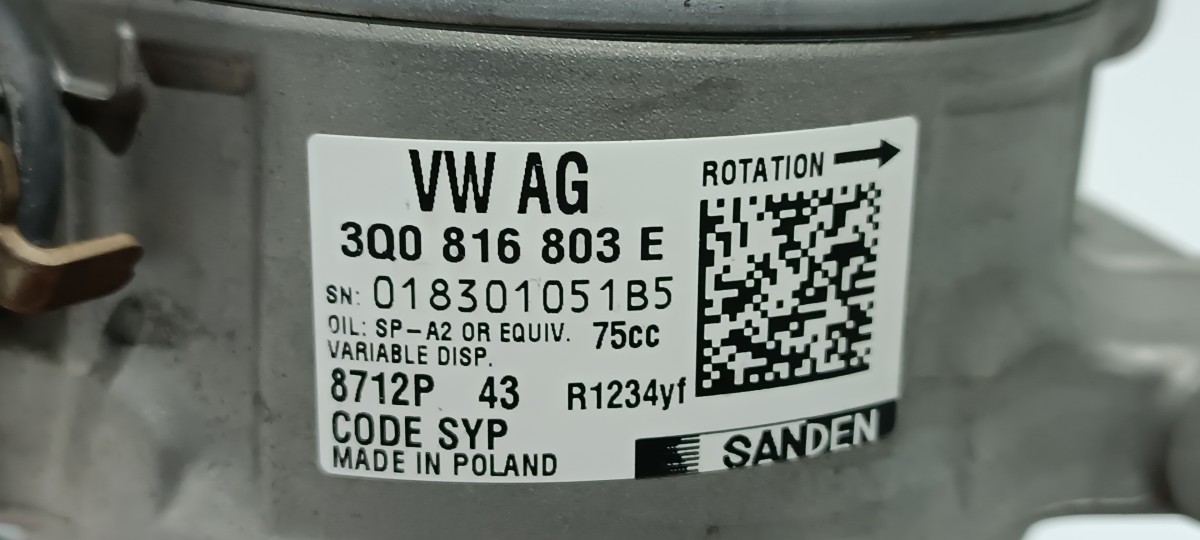 VW AG
3Q0 816 803 E
SN: 018301051B5
OIL: SP-A2 OR EQUIV. 75cc
VARIABLE DISP.
8712P 43 R1234yf
CODE SYP
MADE IN POLAND
ROTATION
SANDEN